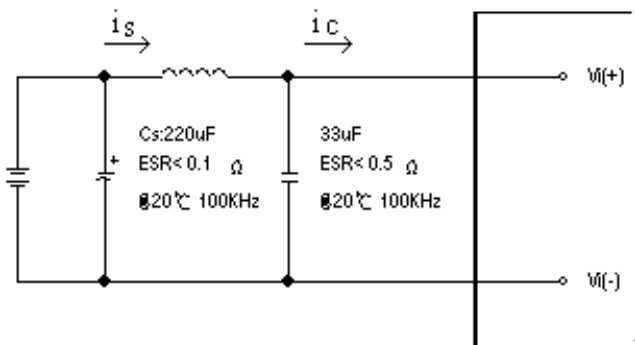 is
ic
Vi(+)
+
Cs:220uF
ESR< 0.1 Ω
@20℃ 100KHz
33uF
ESR< 0.5 Ω
@20℃ 100KHz
Vi(-)